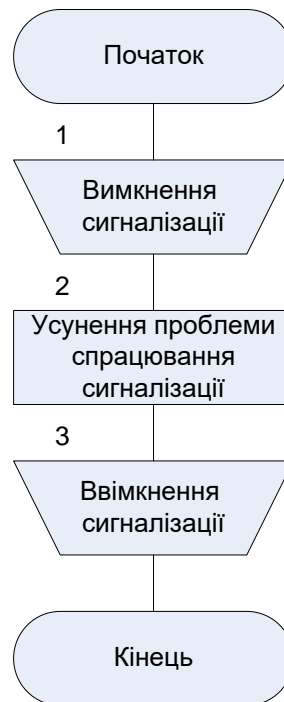 Початок
1
Вимкнення
сигналізації
2
Усунення проблеми
спрацювання
сигналізації
3
Ввімкнення
сигналізації
Кінець